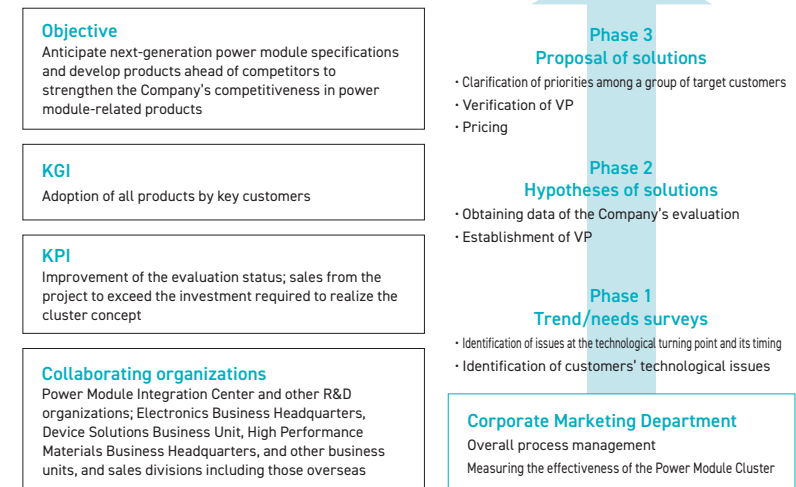 Objective
Anticipate next-generation power module specifications
and develop products ahead of competitors to
strengthen the Company's competitiveness in power
module-related products
KGI
Adoption of all products by key customers
KPI
Improvement of the evaluation status; sales from the
project to exceed the investment required to realize the
cluster concept
Collaborating organizations
Power Module Integration Center and other R&D
organizations; Electronics Business Headquarters,
Device Solutions Business Unit, High Performance
Materials Business Headquarters, and other business
units, and sales divisions including those overseas
Phase 3
Proposal of solutions
・Clarification of priorities among a group of target customers
・Verification of VP
・Pricing
Phase 2
Hypotheses of solutions
・Obtaining data of the Company's evaluation
・Establishment of VP
Phase 1
Trend/needs surveys
・Identification of issues at the technological turning point and its timing
・Identification of customers' technological issues
Corporate Marketing Department
Overall process management
Measuring the effectiveness of the Power Module Cluster